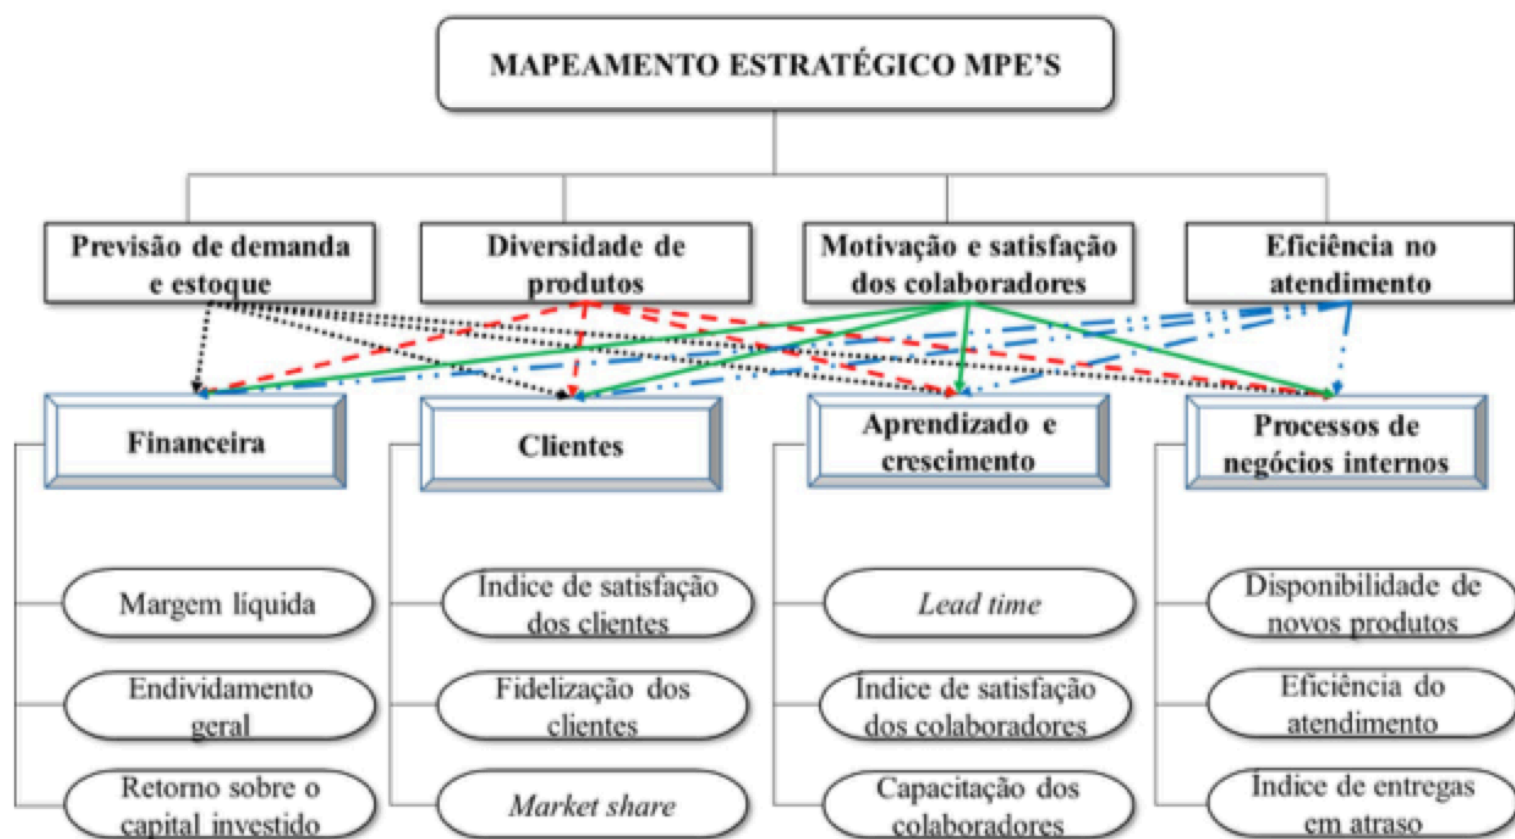 MAPEAMENTO ESTRATÉGICO MPE'S
Previsão de demanda
e estoque
Diversidade de
produtos
Motivação e satisfação
dos colaboradores
Eficiência no
atendimento
Financeira
Clientes
Aprendizado e
crescimento
Processos de
negócios internos
Margem líquida
Endividamento
geral
Retorno sobre o
capital investido
Índice de satisfação
dos clientes
Fidelização dos
clientes
Market share
Lead time
Índice de satisfação
dos colaboradores
Capacitação dos
colaboradores
Disponibilidade de
novos produtos
Eficiência do
atendimento
Índice de entregas
em atraso